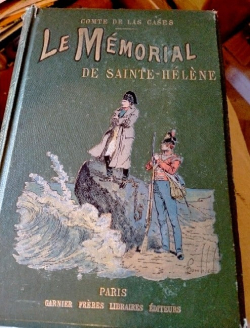 COMTE DE LAS CASES
LE MÉMORIAL
DE SAINTE-HÉLÈNE
PARIS
GARNIER FRÈRES LIBRAIRES ÉDITEURS